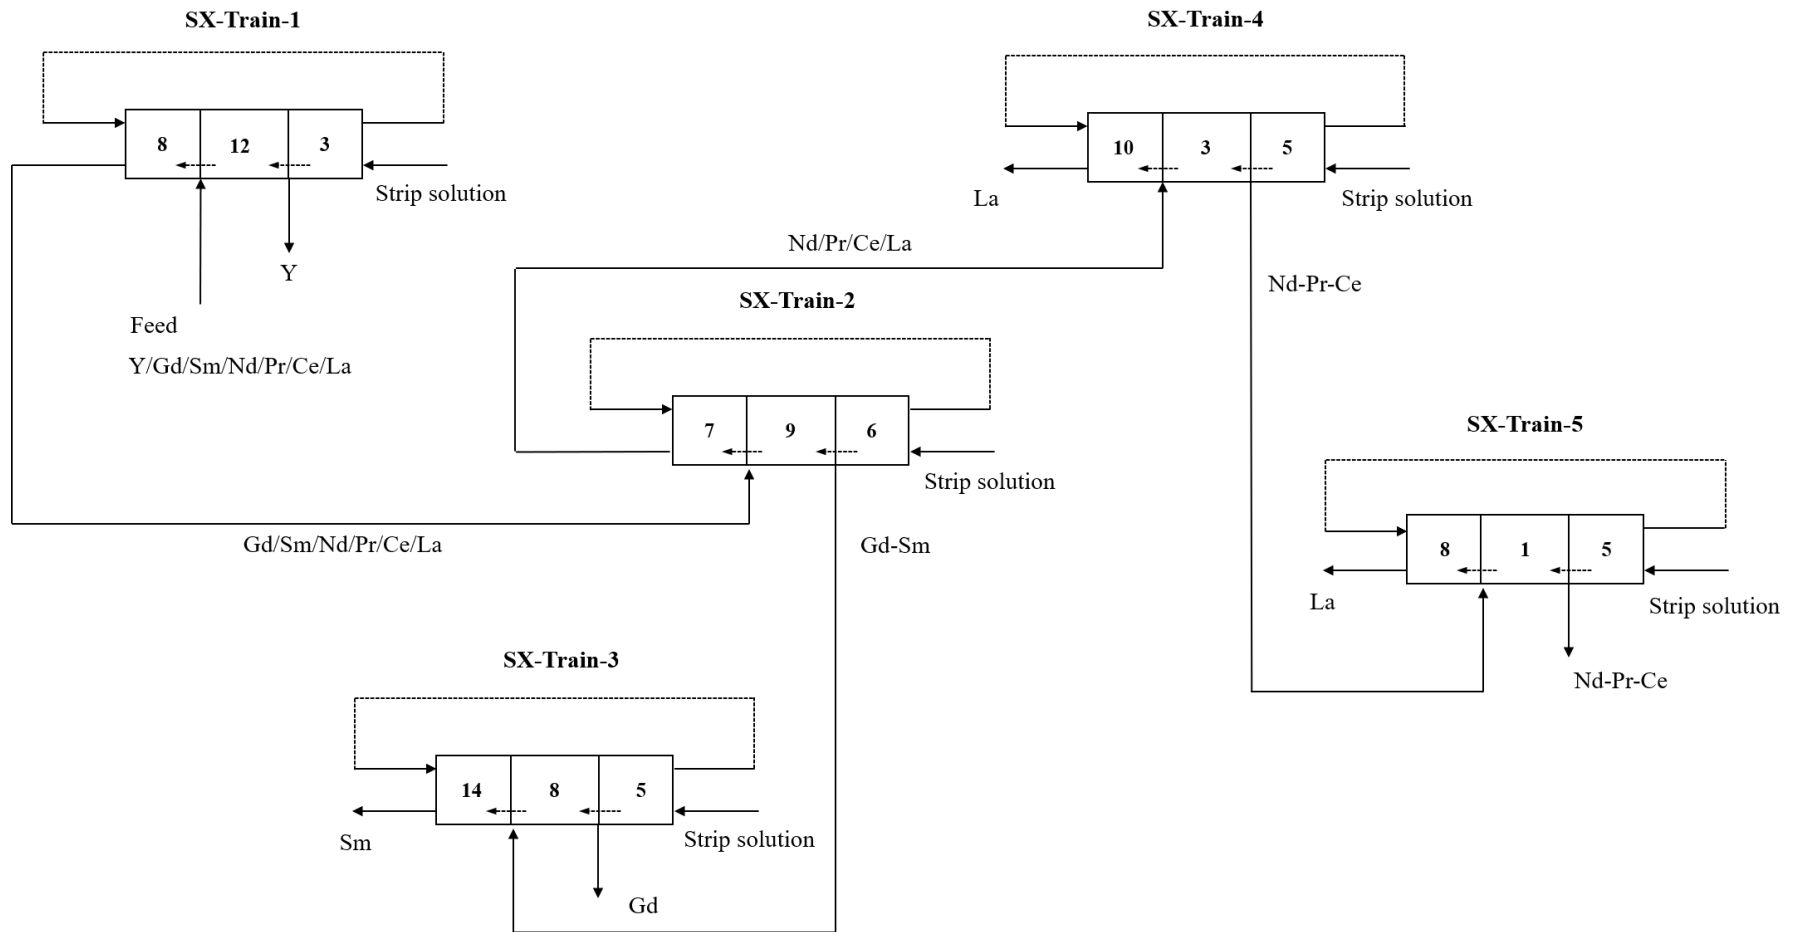 SX-Train-1
8 12 3
Strip solution
Y
Feed
Y/Gd/Sm/Nd/Pr/Ce/La
SX-Train-4
10 3 5
La
Strip solution
Nd/Pr/Ce/La
Nd-Pr-Ce
SX-Train-2
7 9 6
Strip solution
Gd/Sm/Nd/Pr/Ce/La
Gd-Sm
SX-Train-5
8 1 5
La
Strip solution
Nd-Pr-Ce
SX-Train-3
14 8 5
Sm
Strip solution
Gd